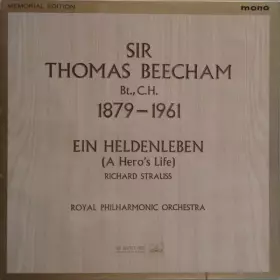 MEMORIAL EDITION
mono
SIR
THOMAS BEECHAM
Bt., C.H.
1879-1961
EIN HELDENLEBEN
(A Hero's Life)
RICHARD STRAUSS
ROYAL PHILHARMONIC ORCHESTRA